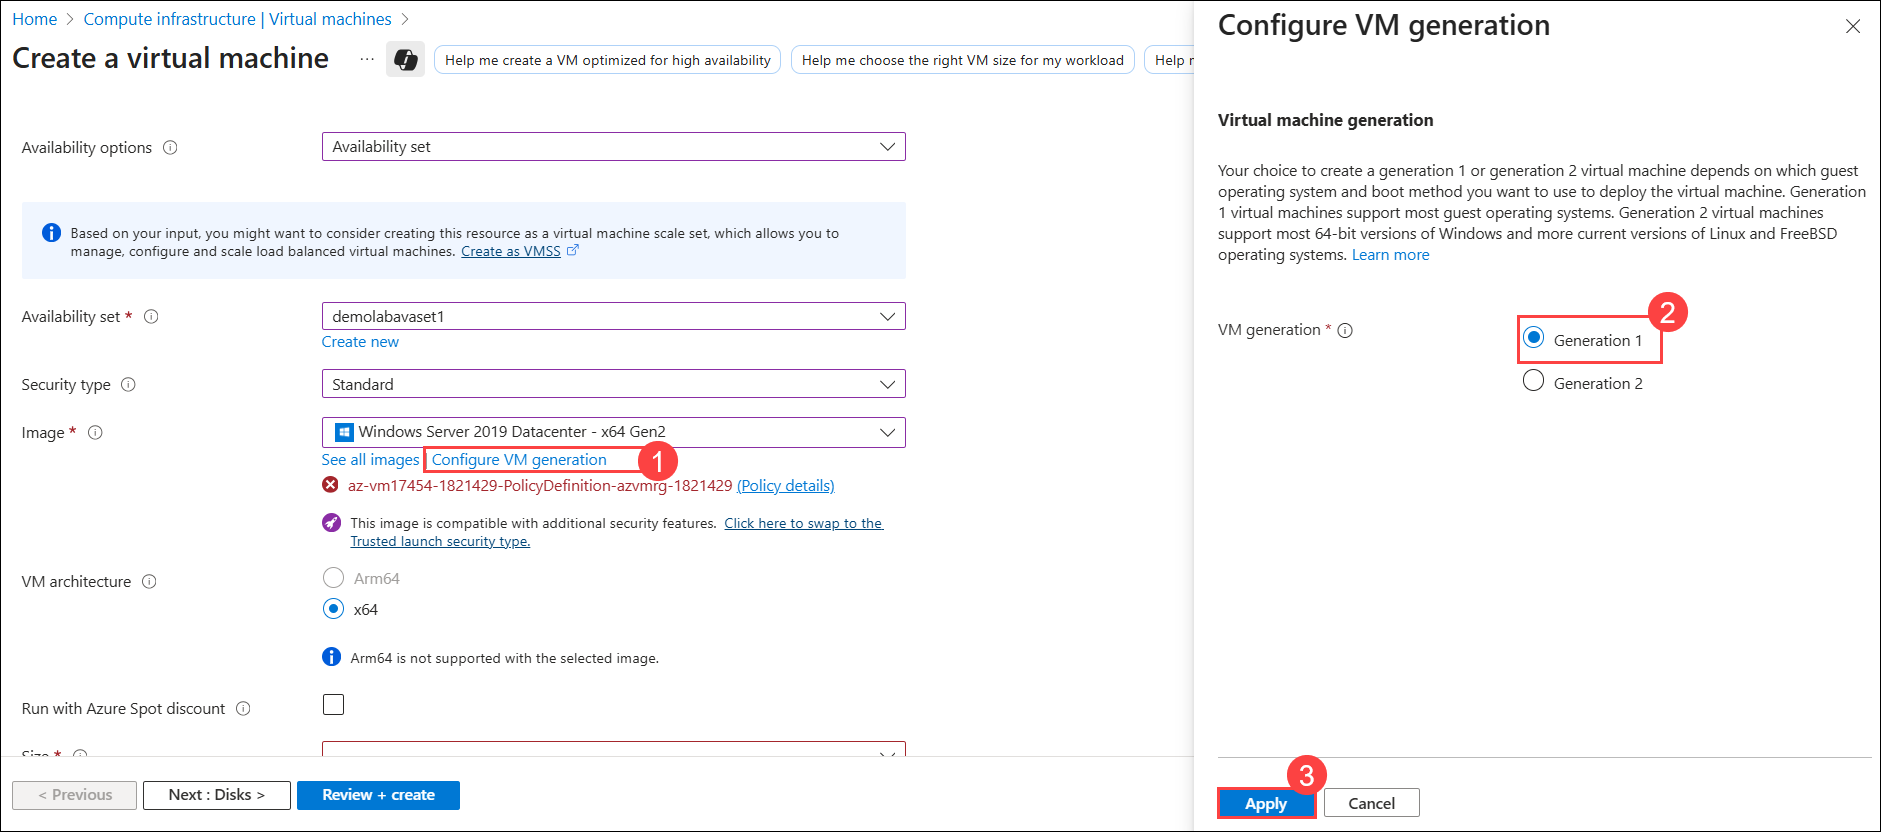 Home > Compute infrastructure | Virtual machines >
Create a virtual machine ...
Help me create a VM optimized for high availability
Help me choose the right VM size for my workload
Help
Availability options
Availability set
Based on your input, you might want to consider creating this resource as a virtual machine scale set, which allows you to
manage, configure and scale load balanced virtual machines. Create as VMSS
Availability set *
demolabavaset1
Create new
Security type
Standard
Image *
Windows Server 2019 Datacenter - x64 Gen2
See all images | Configure VM generation
1
az-vm17454-1821429-PolicyDefinition-azvmrg-1821429 (Policy details)
This image is compatible with additional security features. Click here to swap to the
Trusted launch security type.
VM architecture
Arm64
x64
Arm64 is not supported with the selected image.
Run with Azure Spot discount
Size *
< Previous
Next : Disks >
Review + create
Configure VM generation
Virtual machine generation
Your choice to create a generation 1 or generation 2 virtual machine depends on which guest
operating system and boot method you want to use to deploy the virtual machine. Generation
1 virtual machines support most guest operating systems. Generation 2 virtual machines
support most 64-bit versions of Windows and more current versions of Linux and FreeBSD
operating systems. Learn more
VM generation *
2
Generation 1
Generation 2
3
Apply
Cancel